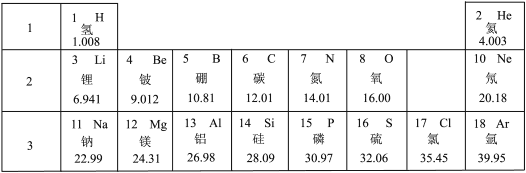 1
1 H
氢
1.008
2 He
氦
4.003
2
3 Li
锂
6.941
4 Be
铍
9.012
5 B
硼
10.81
6 C
碳
12.01
7 N
氮
14.01
8 O
氧
16.00
10 Ne
氖
20.18
3
11 Na
钠
22.99
12 Mg
镁
24.31
13 Al
铝
26.98
14 Si
硅
28.09
15 P
磷
30.97
16 S
硫
32.06
17 Cl
氯
35.45
18 Ar
氩
39.95